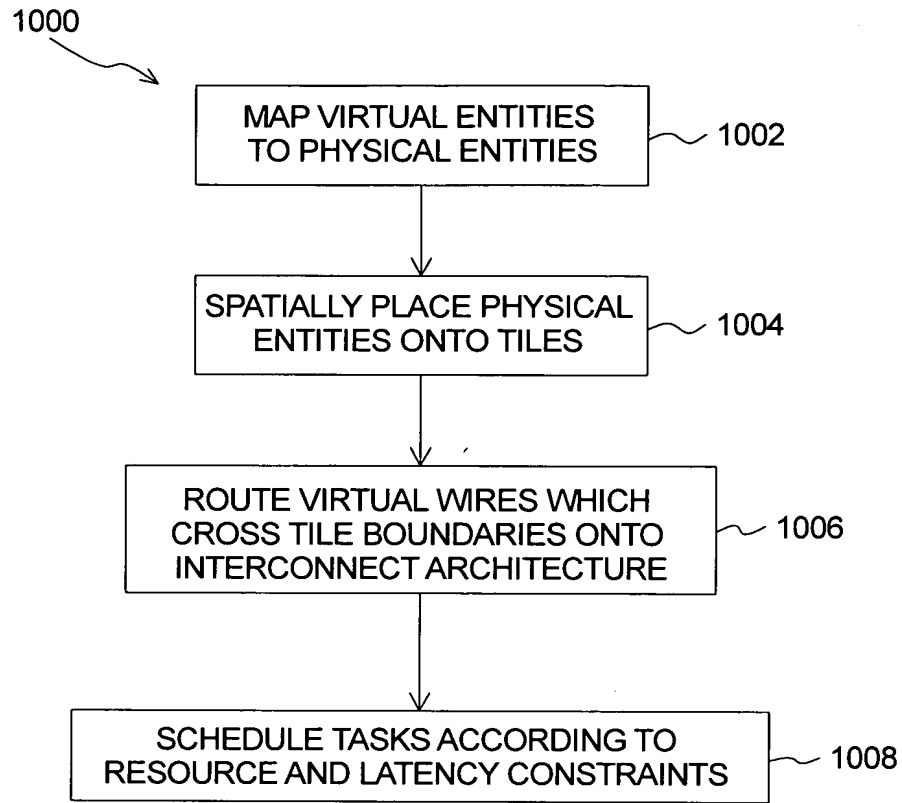 1000
MAP VIRTUAL ENTITIES
TO PHYSICAL ENTITIES
1002
SPATIALLY PLACE PHYSICAL
ENTITIES ONTO TILES
1004
ROUTE VIRTUAL WIRES WHICH
CROSS TILE BOUNDARIES ONTO
INTERCONNECT ARCHITECTURE
1006
SCHEDULE TASKS ACCORDING TO
RESOURCE AND LATENCY CONSTRAINTS
1008